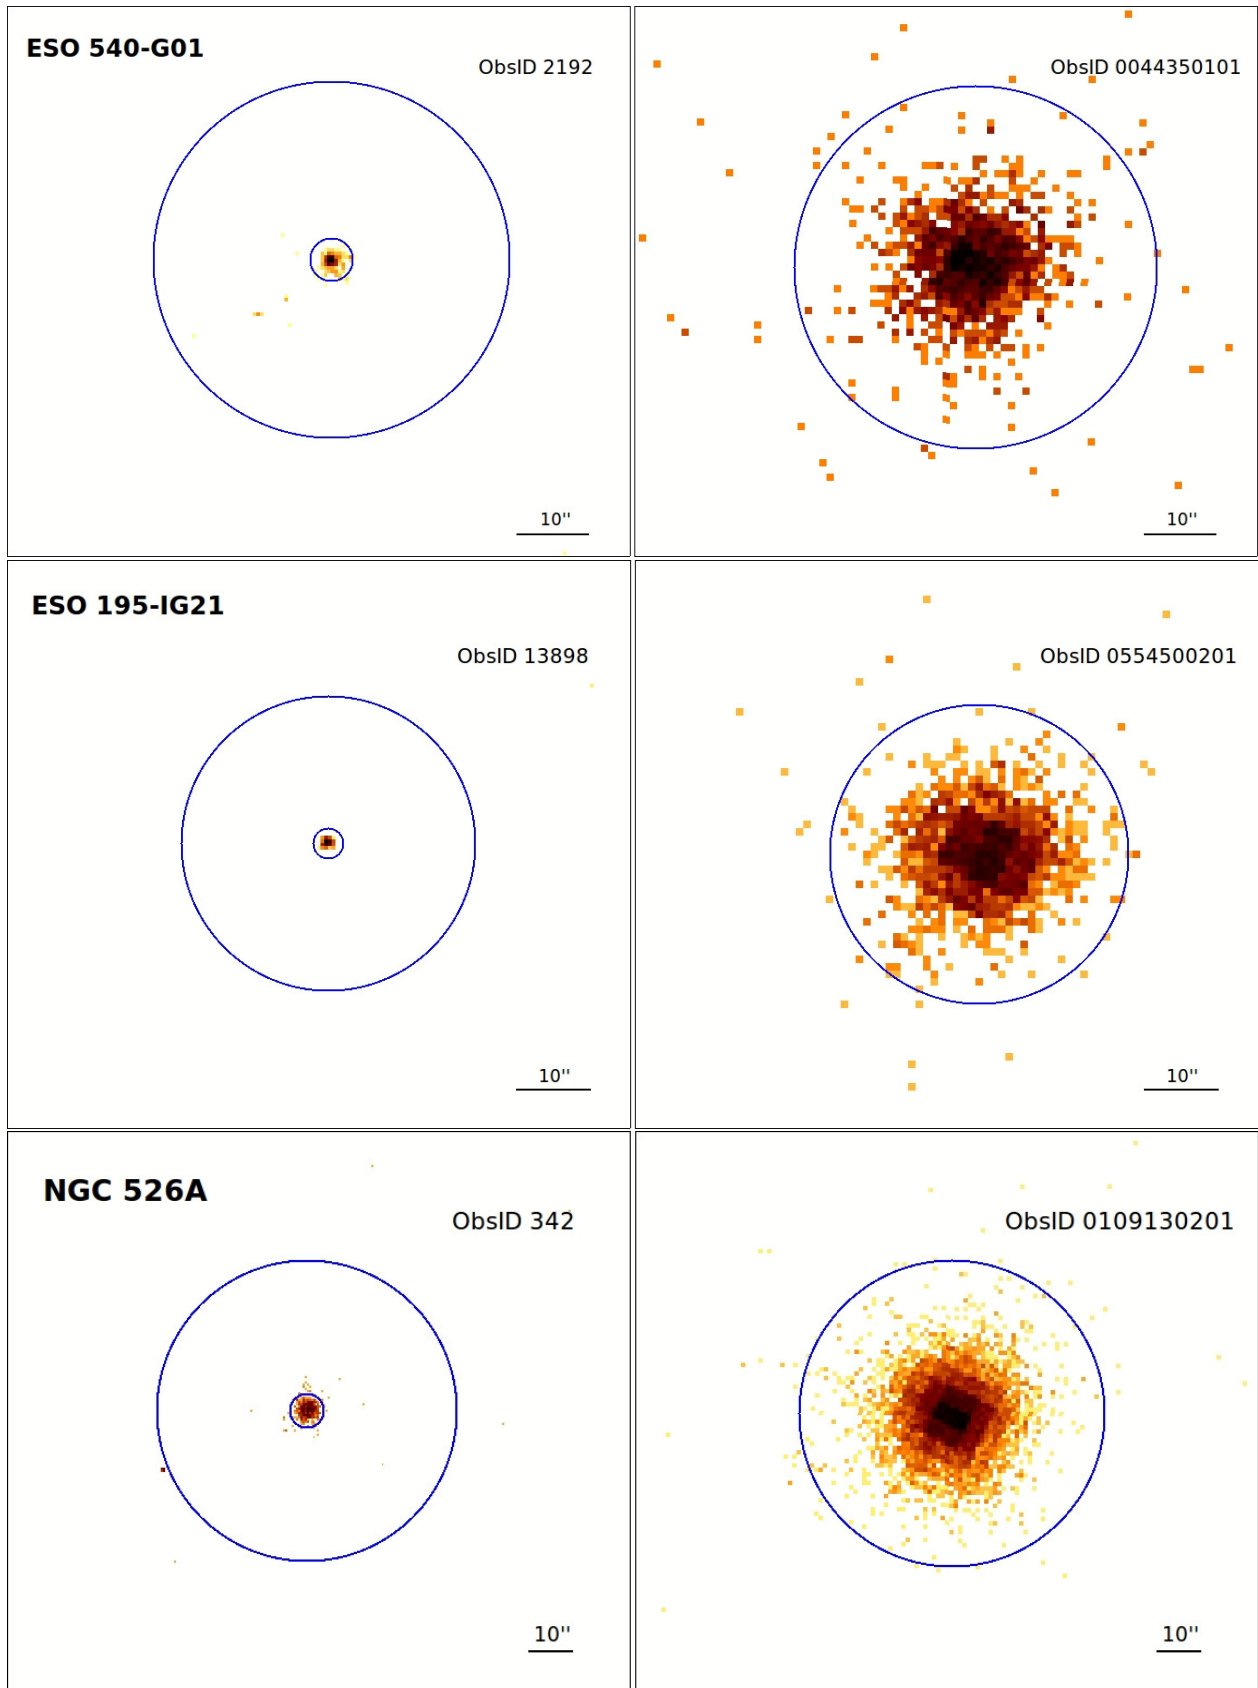 ESO 540-G01
ObsID 2192
ObsID 0044350101
10''
10''
ESO 195-IG21
ObsID 13898
ObsID 0554500201
10''
10''
NGC 526A
ObsID 342
ObsID 0109130201
10''
10''